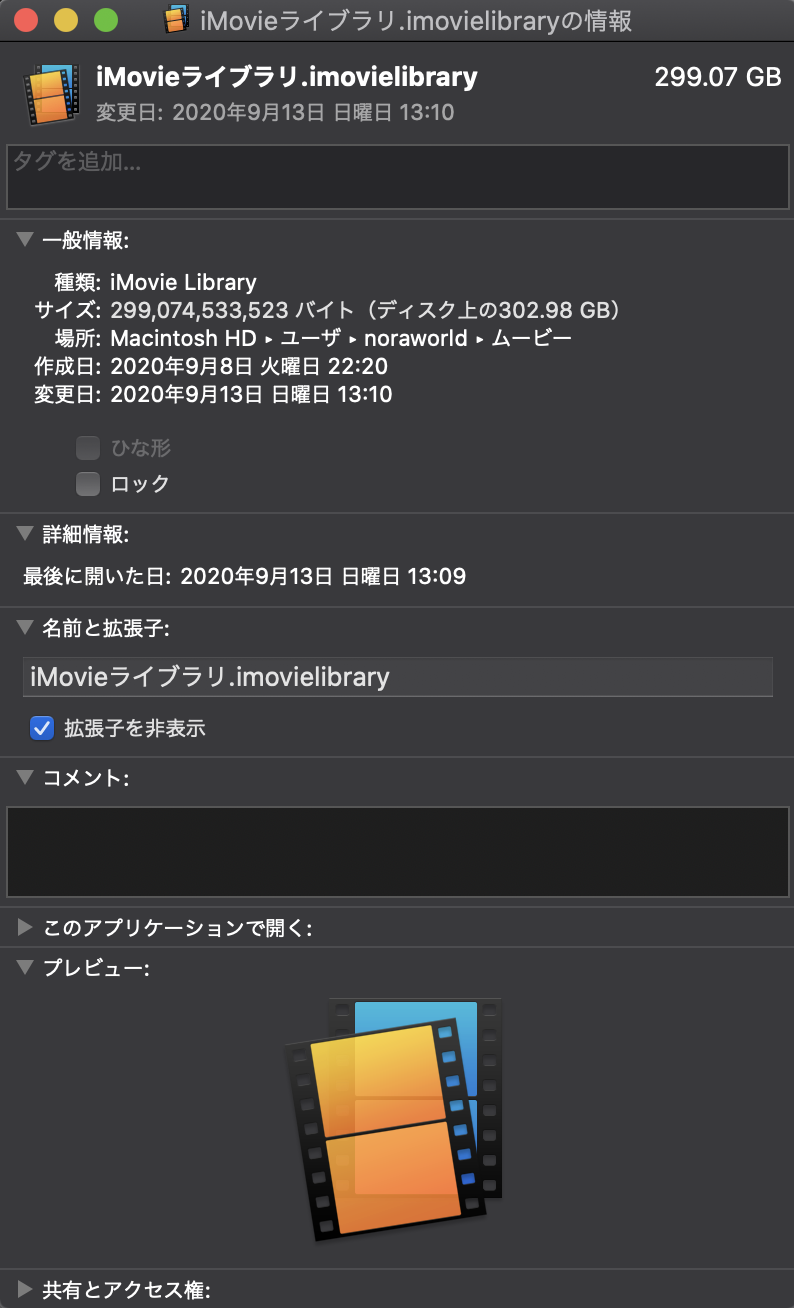 iMovieライブラリ.imovielibraryの情報
iMovieライブラリ.imovielibrary 299.07 GB
変更日: 2020年9月13日 日曜日 13:10
タグを追加...
一般情報:
種類: iMovie Library
サイズ: 299,074,533,523 バイト（ディスク上の302.98 GB）
場所: Macintosh HD ▸ ユーザ ▸ noraworld ▸ ムービー
作成日: 2020年9月8日 火曜日 22:20
変更日: 2020年9月13日 日曜日 13:10
ひな形
ロック
詳細情報:
最後に開いた日: 2020年9月13日 日曜日 13:09
名前と拡張子:
iMovieライブラリ.imovielibrary
拡張子を非表示
コメント:
このアプリケーションで開く:
プレビュー:
共有とアクセス権: